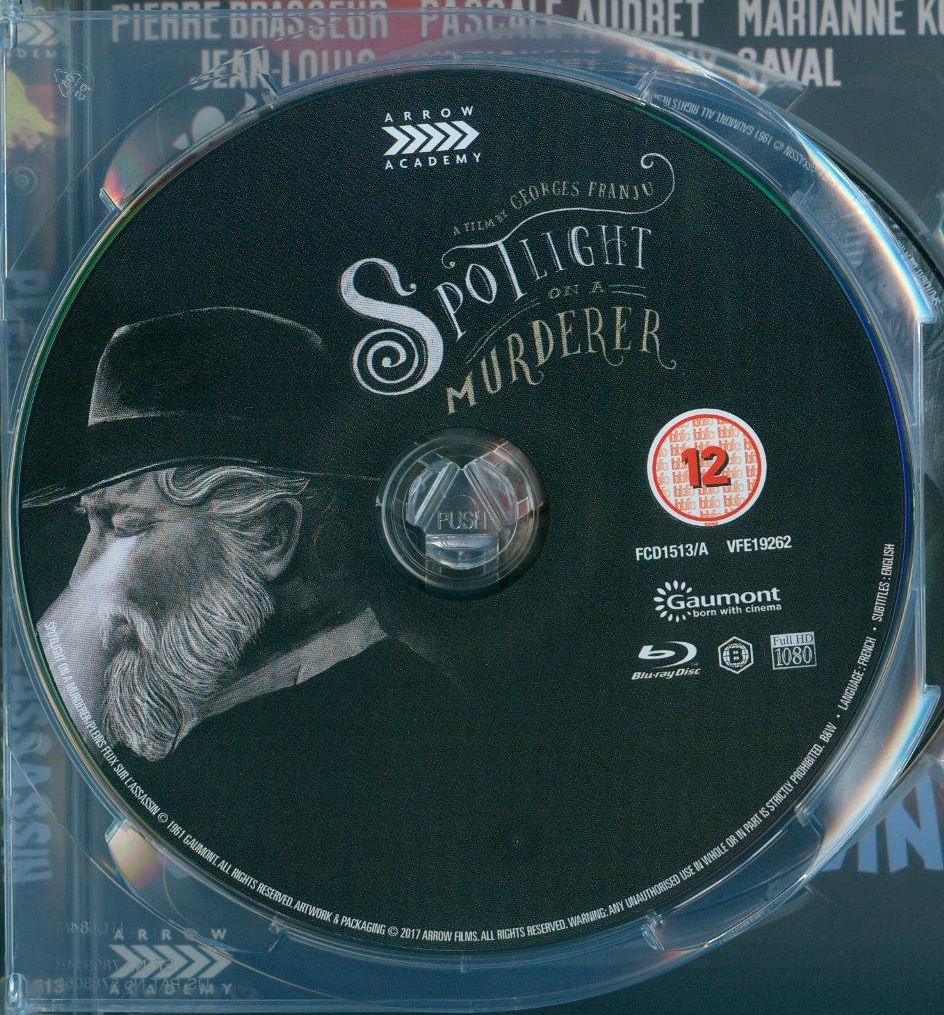 PIERRE BRASSEUR PASCALE AUDRET MARIANNE
JEAN-LOUIS SAVAL
ARROW
ACADEMY
A FILM BY GEORGES FRANJU
SPOTLIGHT
ON A
MURDERER
12
PUSH
FCD1513/A VFE19262
Gaumont
born with cinema
Blu-ray Disc
B
Full HD
1080
SPOTLIGHT ON A MURDERER/PLEINS FEUX SUR L'ASSASSIN © 1961 GAUMONT. ALL RIGHTS RESERVED. ARTWORK & PACKAGING © 2017 ARROW FILMS. ALL RIGHTS RESERVED. WARNING: ANY UNAUTHORISED USE IN WHOLE OR IN PART IS STRICTLY PROHIBITED. B&W • LANGUAGE: FRENCH • SUBTITLES: ENGLISH
ARROW
ACADEMY